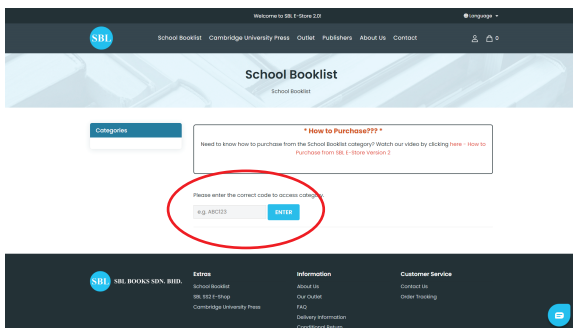 Welcome to SBL E-Store 2.0!
Language
SBL
School Booklist Cambridge University Press Outlet Publishers About Us Contact
0
School Booklist
School Booklist
Categories
* How to Purchase??? *
Need to know how to purchase from the School Booklist category? Watch our video by clicking here - How to
Purchase from SBL E-Store Version 2
Please enter the correct code to access category.
e.g. ABC123
ENTER
SBL
SBL BOOKS SDN. BHD.
Extras
School Booklist
SBL ES2 E-Shop
Cambridge University Press
Information
About Us
Our Outlet
FAQ
Delivery Information
Conditional Return
Customer Service
Contact Us
Order Tracking